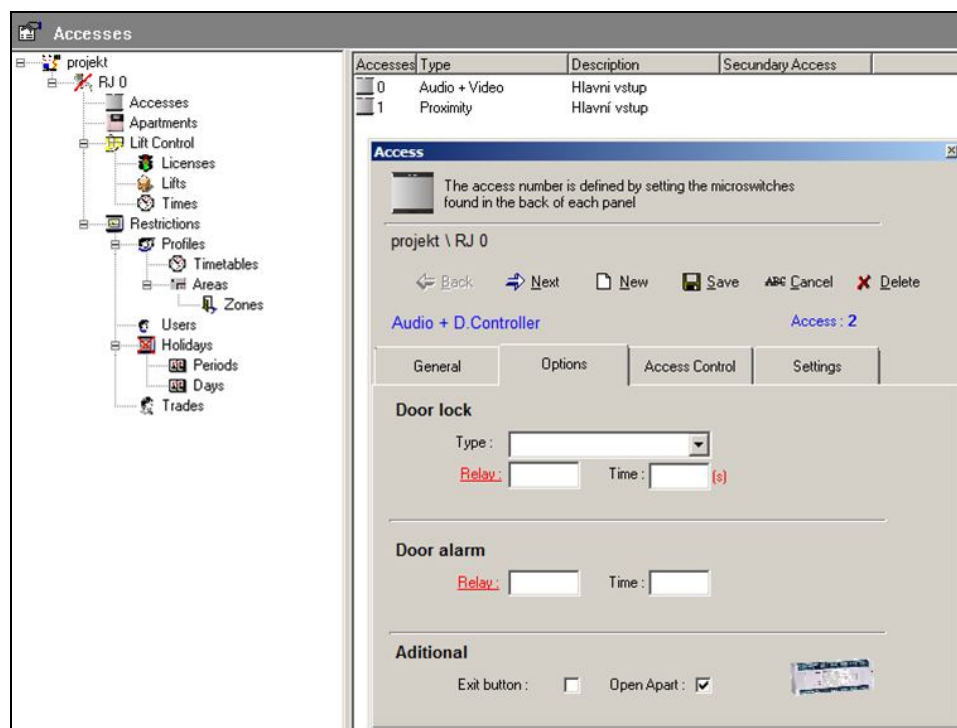 Accesses
projekt
RJ 0
Accesses
Apartments
Lift Control
Licenses
Lifts
Times
Restrictions
Profiles
Timetables
Areas
Zones
Users
Holidays
Periods
Days
Trades
Accesses Type Description Secundary Access
0 Audio + Video Hlavni vstup
1 Proximity Hlavní vstup
Access
The access number is defined by setting the microswitches
found in the back of each panel
projekt \ RJ 0
Back Next New Save ABC Cancel Delete
Audio + D.Controller Access : 2
General Options Access Control Settings
Door lock
Type :
Relay : Time : (s)
Door alarm
Relay : Time :
Aditional
Exit button : Open Apart :